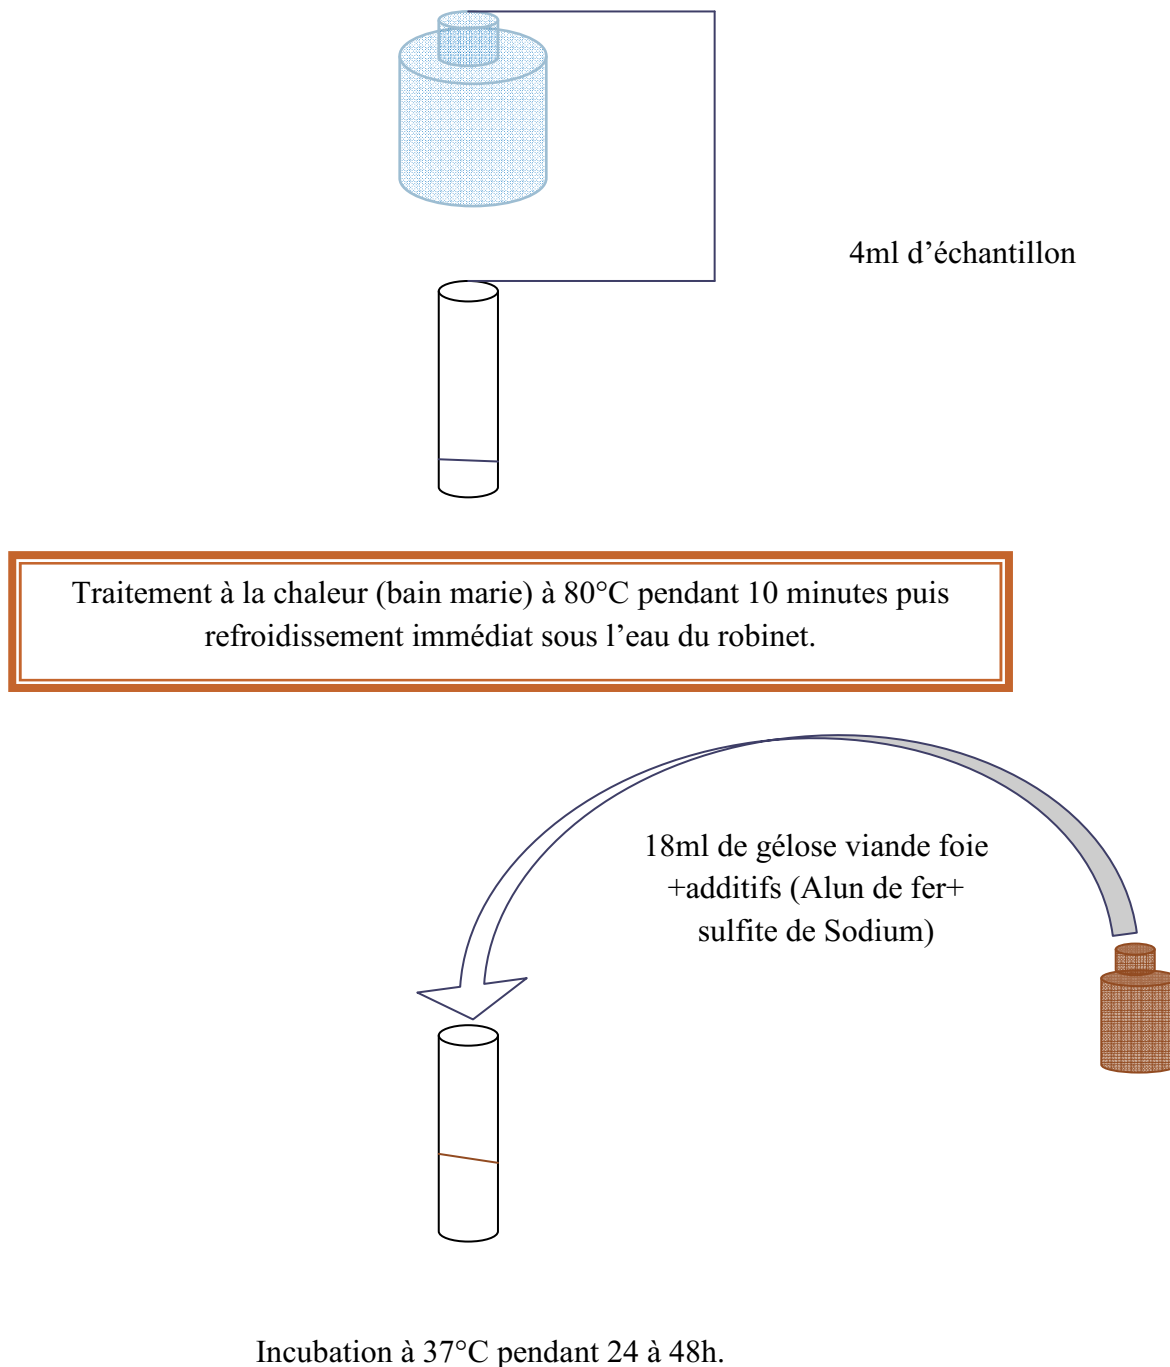 4ml d’échantillon
Traitement à la chaleur (bain marie) à 80°C pendant 10 minutes puis
refroidissement immédiat sous l’eau du robinet.
18ml de gélose viande foie
+additifs (Alun de fer+
sulfite de Sodium)
Incubation à 37°C pendant 24 à 48h.